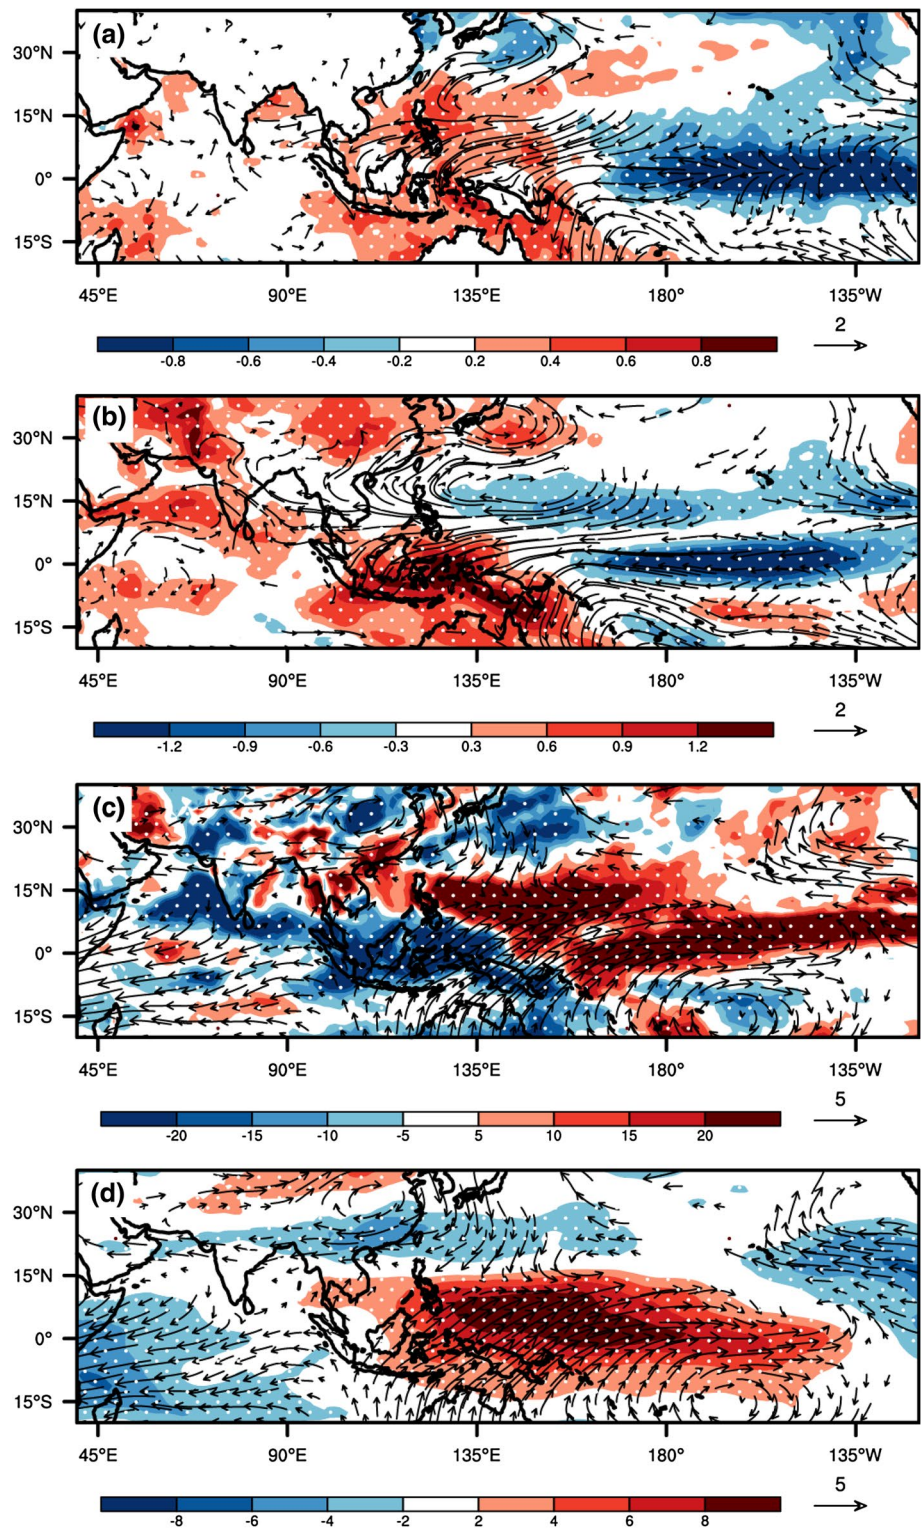 (a)
30°N
15°N
0°
15°S
45°E 90°E 135°E 180° 135°W
2
-0.8 -0.6 -0.4 -0.2 0.2 0.4 0.6 0.8
(b)
30°N
15°N
0°
15°S
45°E 90°E 135°E 180° 135°W
2
-1.2 -0.9 -0.6 -0.3 0.3 0.6 0.9 1.2
(c)
30°N
15°N
0°
15°S
45°E 90°E 135°E 180° 135°W
5
-20 -15 -10 -5 5 10 15 20
(d)
30°N
15°N
0°
15°S
45°E 90°E 135°E 180° 135°W
5
-8 -6 -4 -2 2 4 6 8